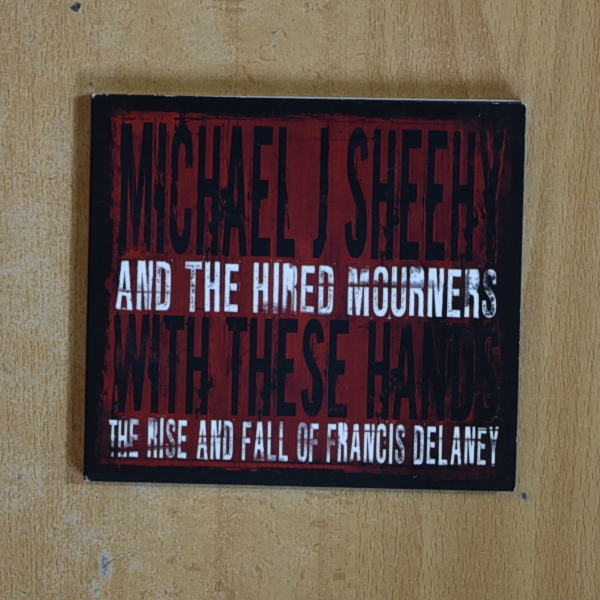 MICHAEL J SHEEHY
AND THE HIRED MOURNERS
WITH THESE HANDS
THE RISE AND FALL OF FRANCIS DELANEY